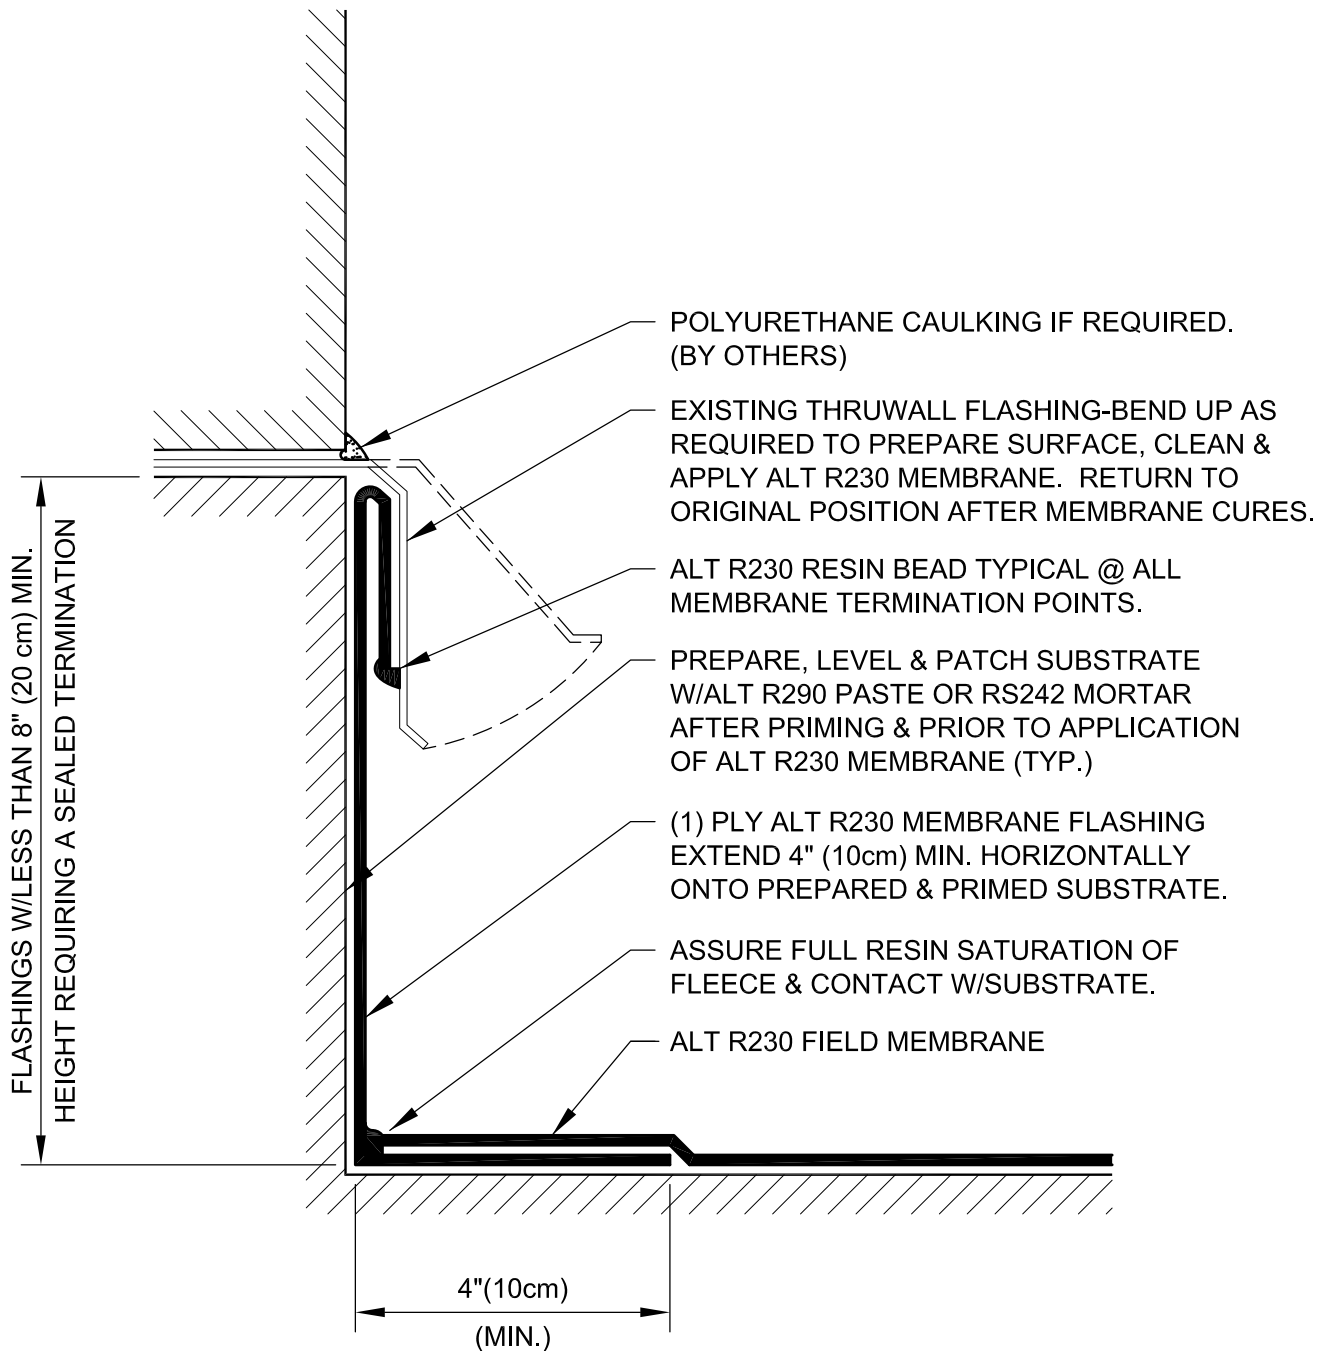 POLYURETHANE CAULKING IF REQUIRED.
(BY OTHERS)
EXISTING THRUWALL FLASHING-BEND UP AS
REQUIRED TO PREPARE SURFACE, CLEAN &
APPLY ALT R230 MEMBRANE. RETURN TO
ORIGINAL POSITION AFTER MEMBRANE CURES.
ALT R230 RESIN BEAD TYPICAL @ ALL
MEMBRANE TERMINATION POINTS.
PREPARE, LEVEL & PATCH SUBSTRATE
W/ALT R290 PASTE OR RS242 MORTAR
AFTER PRIMING & PRIOR TO APPLICATION
OF ALT R230 MEMBRANE (TYP.)
(1) PLY ALT R230 MEMBRANE FLASHING
EXTEND 4" (10cm) MIN. HORIZONTALLY
ONTO PREPARED & PRIMED SUBSTRATE.
ASSURE FULL RESIN SATURATION OF
FLEECE & CONTACT W/SUBSTRATE.
ALT R230 FIELD MEMBRANE
FLASHINGS W/LESS THAN 8" (20 cm) MIN.
HEIGHT REQUIRING A SEALED TERMINATION
4"(10cm)
(MIN.)